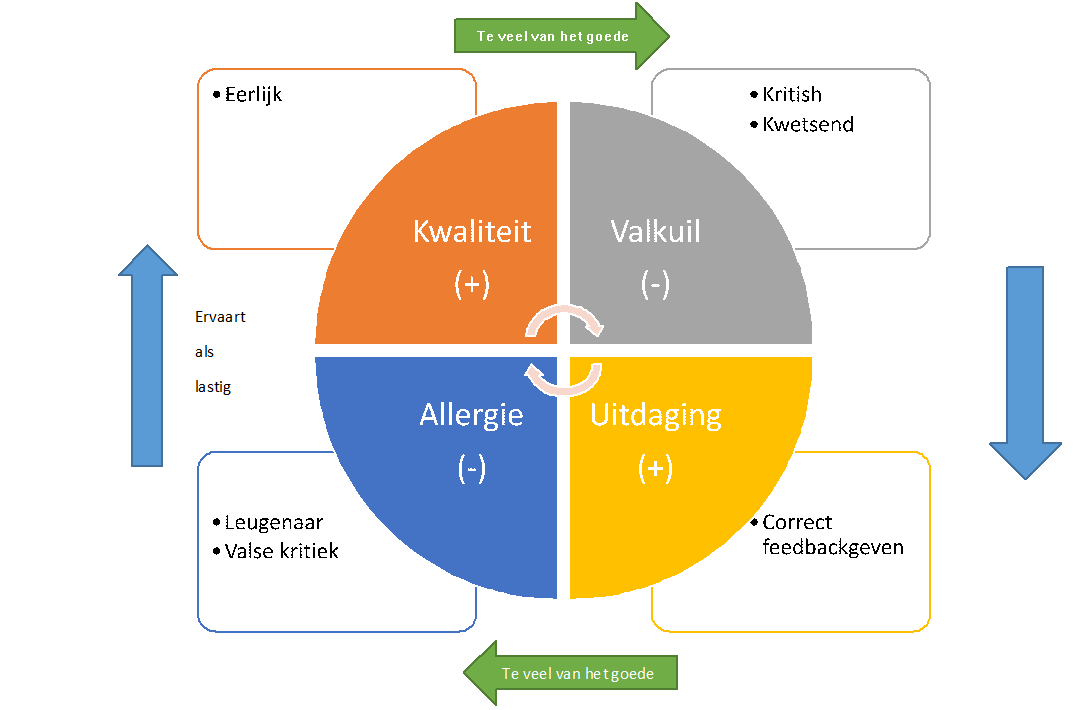 Te veel van het goede
• Eerlijk
• Kritish
• Kwetsend
Kwaliteit
(+)
Valkuil
(-)
Ervaart
als
lastig
Allergie
(-)
Uitdaging
(+)
• Leugenaar
• Valse kritiek
• Correct
feedbackgeven
Te veel van het goede